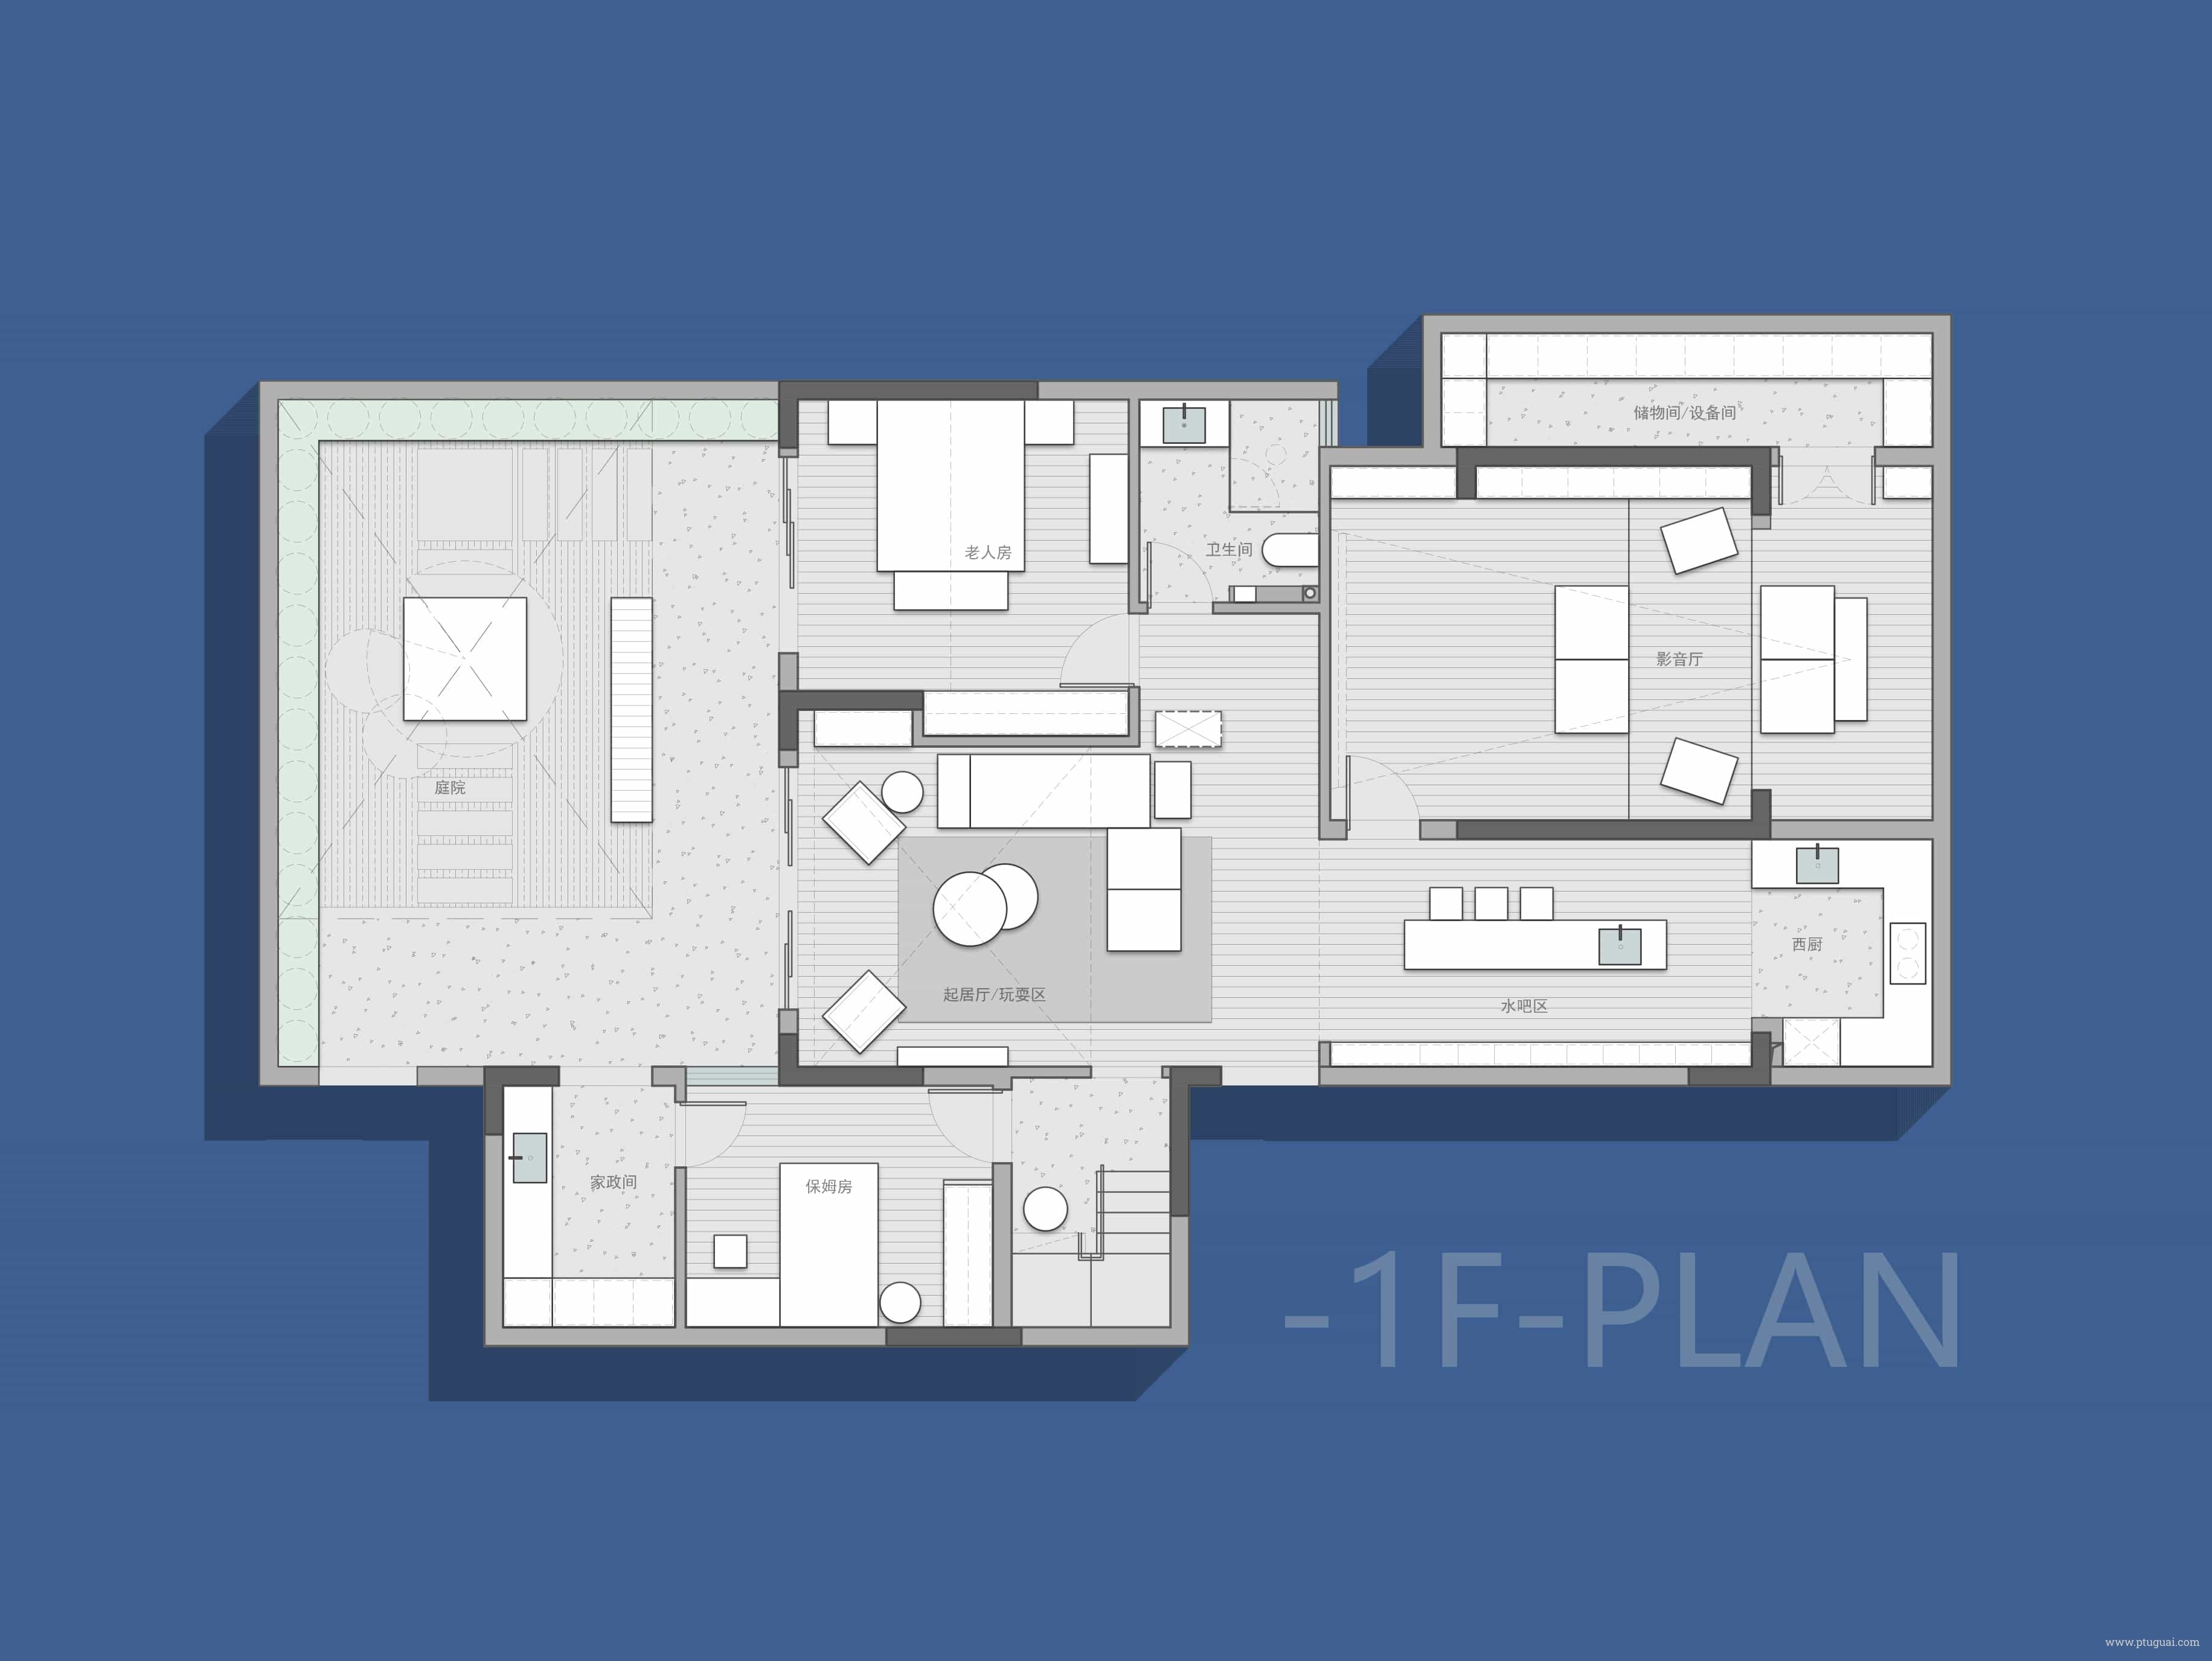 储物间/设备间
老人房
卫生间
影音厅
庭院
西厨
起居厅/玩耍区
水吧区
家政间
保姆房
-1F-PLAN
www.ptuguai.com